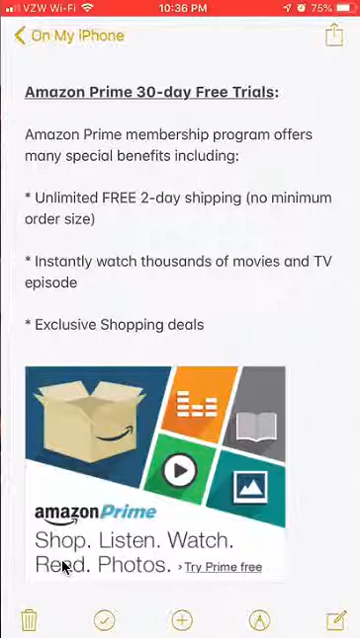 VZW Wi-Fi 10:36 PM 75%
On My iPhone
Amazon Prime 30-day Free Trials:
Amazon Prime membership program offers
many special benefits including:
* Unlimited FREE 2-day shipping (no minimum
order size)
* Instantly watch thousands of movies and TV
episode
* Exclusive Shopping deals
amazonPrime
Shop. Listen. Watch.
Read. Photos. ›Try Prime free